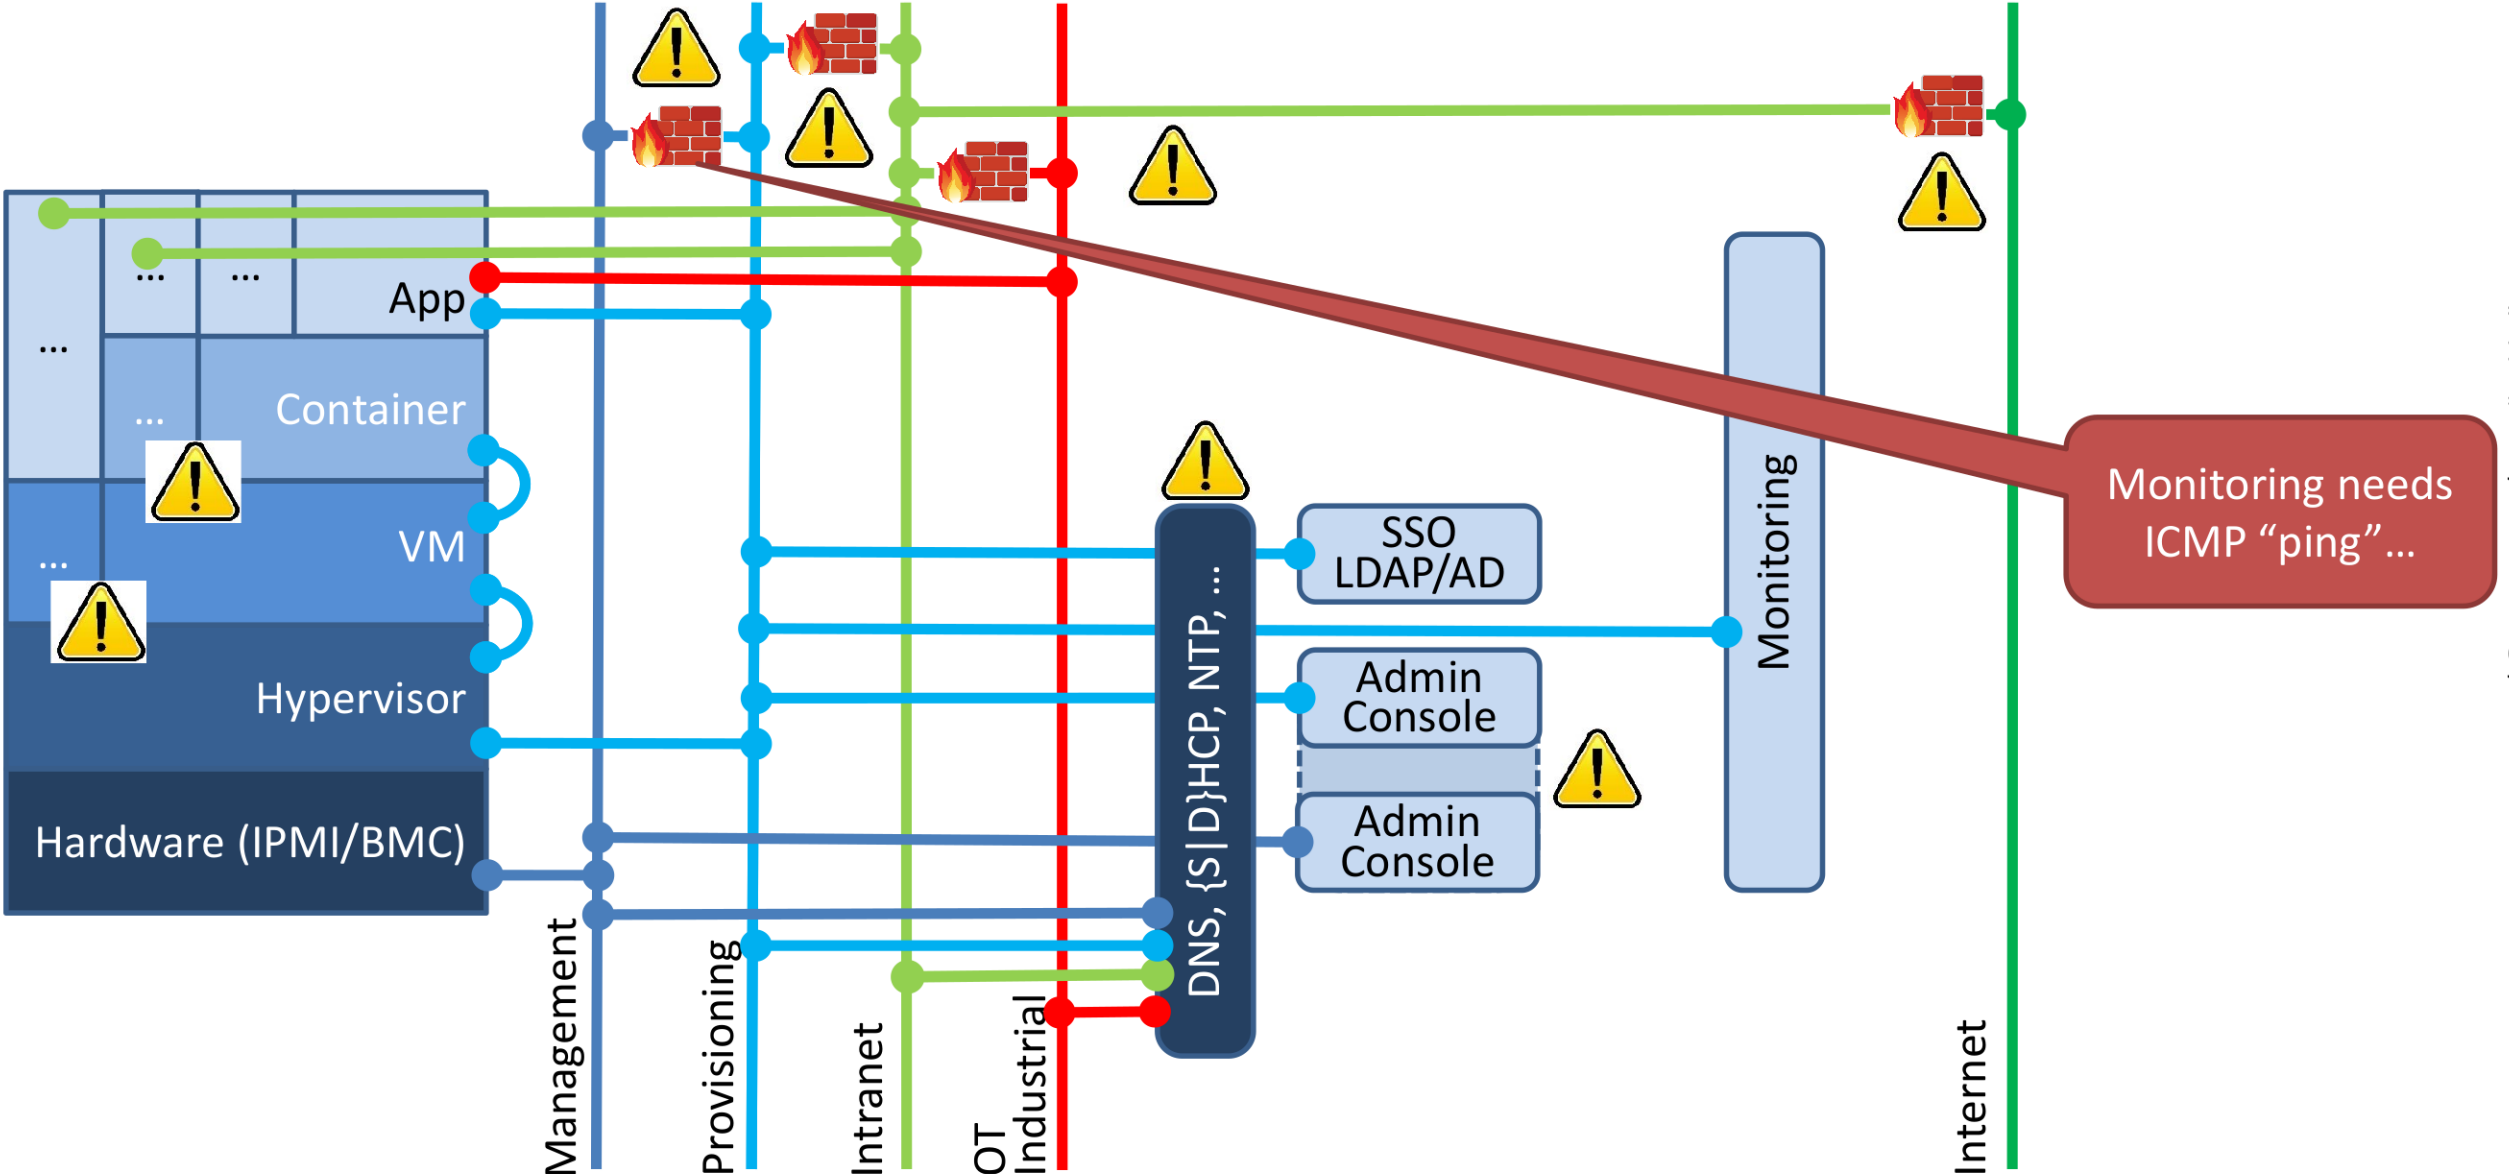 ...
...
App
...
...
Container
VM
...
Hypervisor
Hardware (IPMI/BMC)
Management
Provisioning
Intranet
OT
Industrial
DNS, {S|D}HCP, NTP, ...
SSO
LDAP/AD
Admin
Console
Admin
Console
Monitoring
Internet
Monitoring needs
ICMP “ping”...